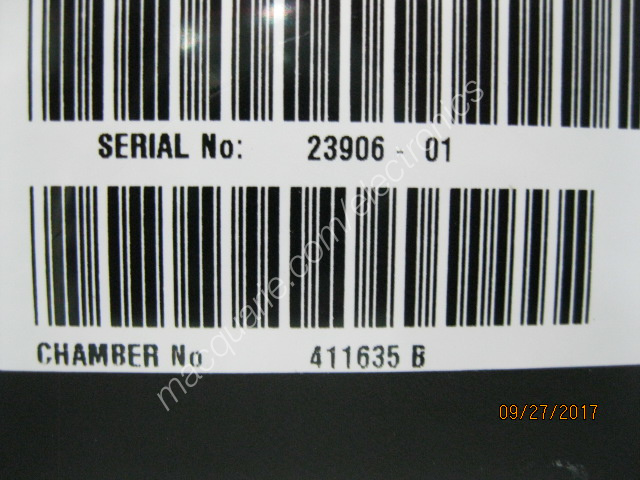 SERIAL No: 23906 - 01
CHAMBER No 411635 B
macquarie.com/electronics
09/27/2017